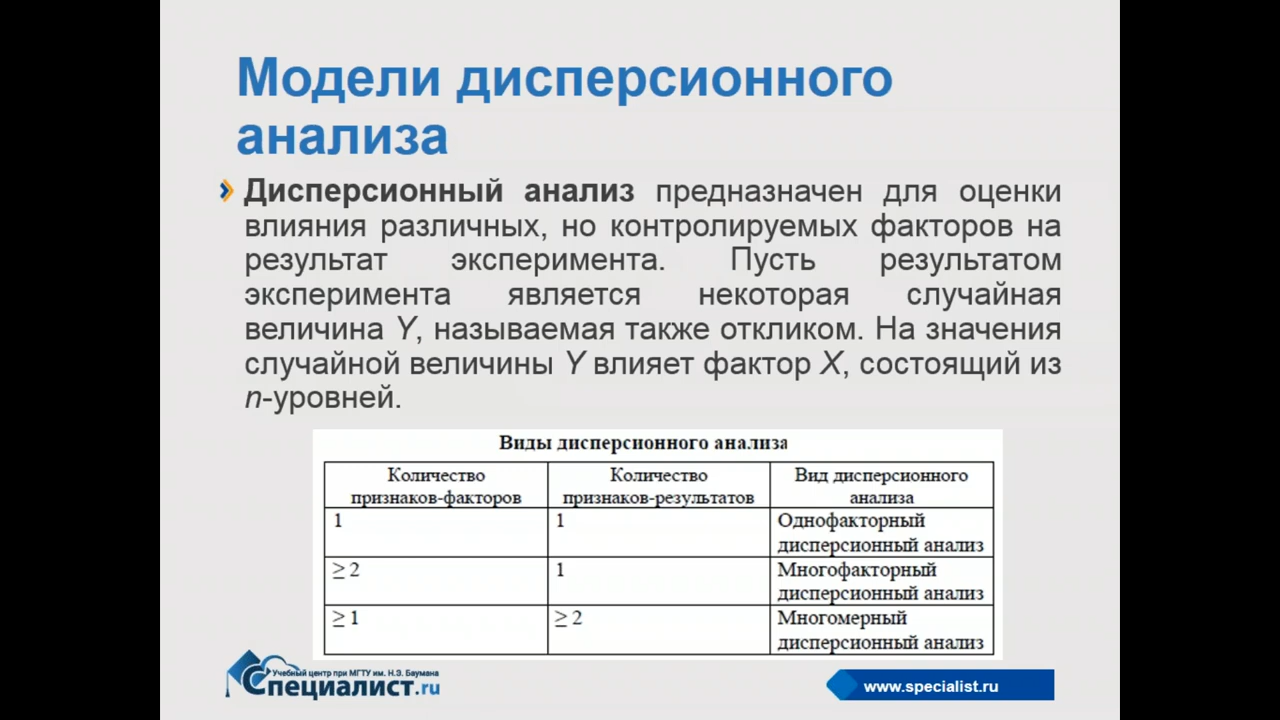 Модели дисперсионного
анализа
Дисперсионный анализ предназначен для оценки
влияния различных, но контролируемых факторов на
результат эксперимента. Пусть результатом
эксперимента является некоторая случайная
величина Y, называемая также откликом. На значения
случайной величины Y влияет фактор X, состоящий из
n-уровней.
Виды дисперсионного анализа
Количество
признаков-факторов
Количество
признаков-результатов
Вид дисперсионного
анализа
1
1
Однофакторный
дисперсионный анализ
≥ 2
1
Многофакторный
дисперсионный анализ
≥ 1
≥ 2
Многомерный
дисперсионный анализ
Учебный центр при МГТУ им. Н.Э. Баумана
Специалист.ru
www.specialist.ru